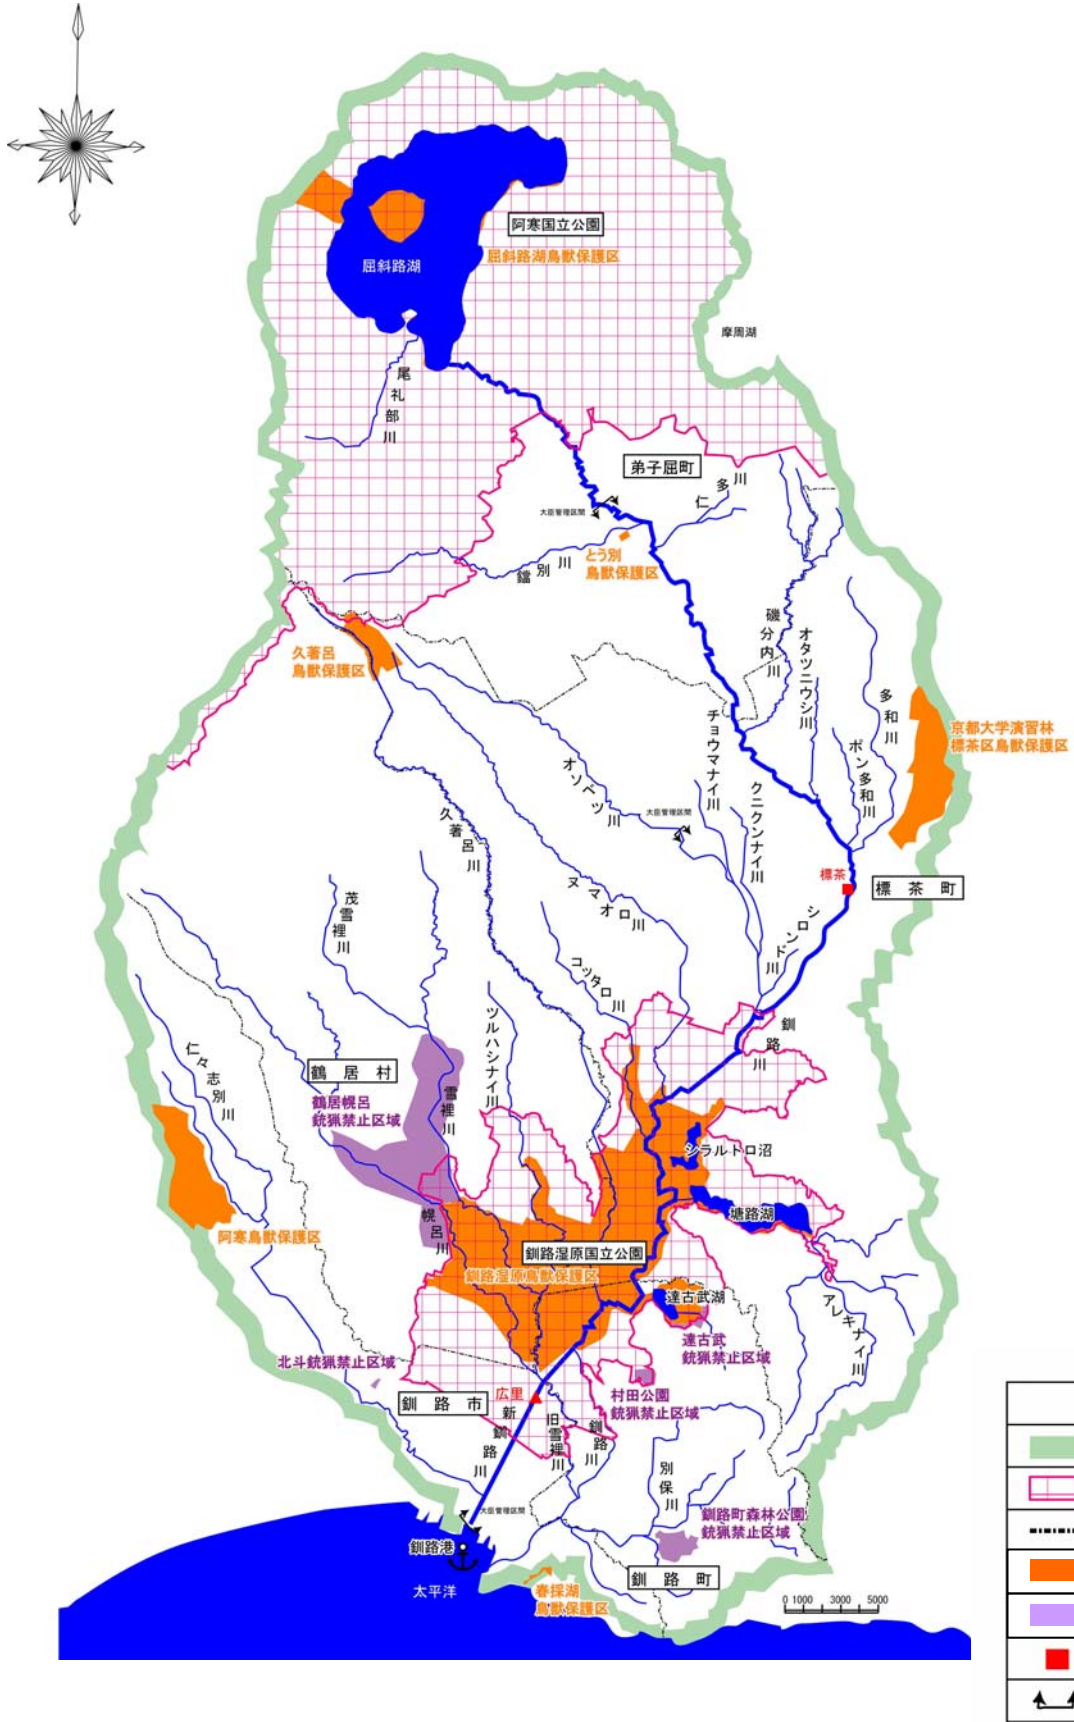 阿寒国立公園
屈斜路湖鳥獣保護区
屈斜路湖
摩周湖
尾札部川
弟子屈町
仁多川
大臣管理区間
とう別
鳥獣保護区
鐺別川
久著呂
鳥獣保護区
磯分内川
オタツニウシ川
多和川
ポン多和川
京都大学演習林
標茶区鳥獣保護区
チョウマナイ川
クニクンナイ川
オソベツ川
大臣管理区間
久著呂川
標茶
標茶町
ヌマオロ川
シロンドン川
茂雪裡川
コッタロ川
ツルハシナイ川
釧路川
仁々志別川
鶴居村
鶴居幌呂
銃猟禁止区域
雪裡川
シラルトロ沼
塘路湖
幌呂川
阿寒鳥獣保護区
釧路湿原国立公園
釧路湿原鳥獣保護区
達古武湖
アレキナイ川
達古武
銃猟禁止区域
北斗銃猟禁止区域
村田公園
銃猟禁止区域
釧路市
広里
新釧路川
旧雪裡川
釧路川
別保川
大臣管理区間
釧路町森林公園
銃猟禁止区域
釧路港
釧路町
太平洋
春採湖
鳥獣保護区
0 1000 3000 5000